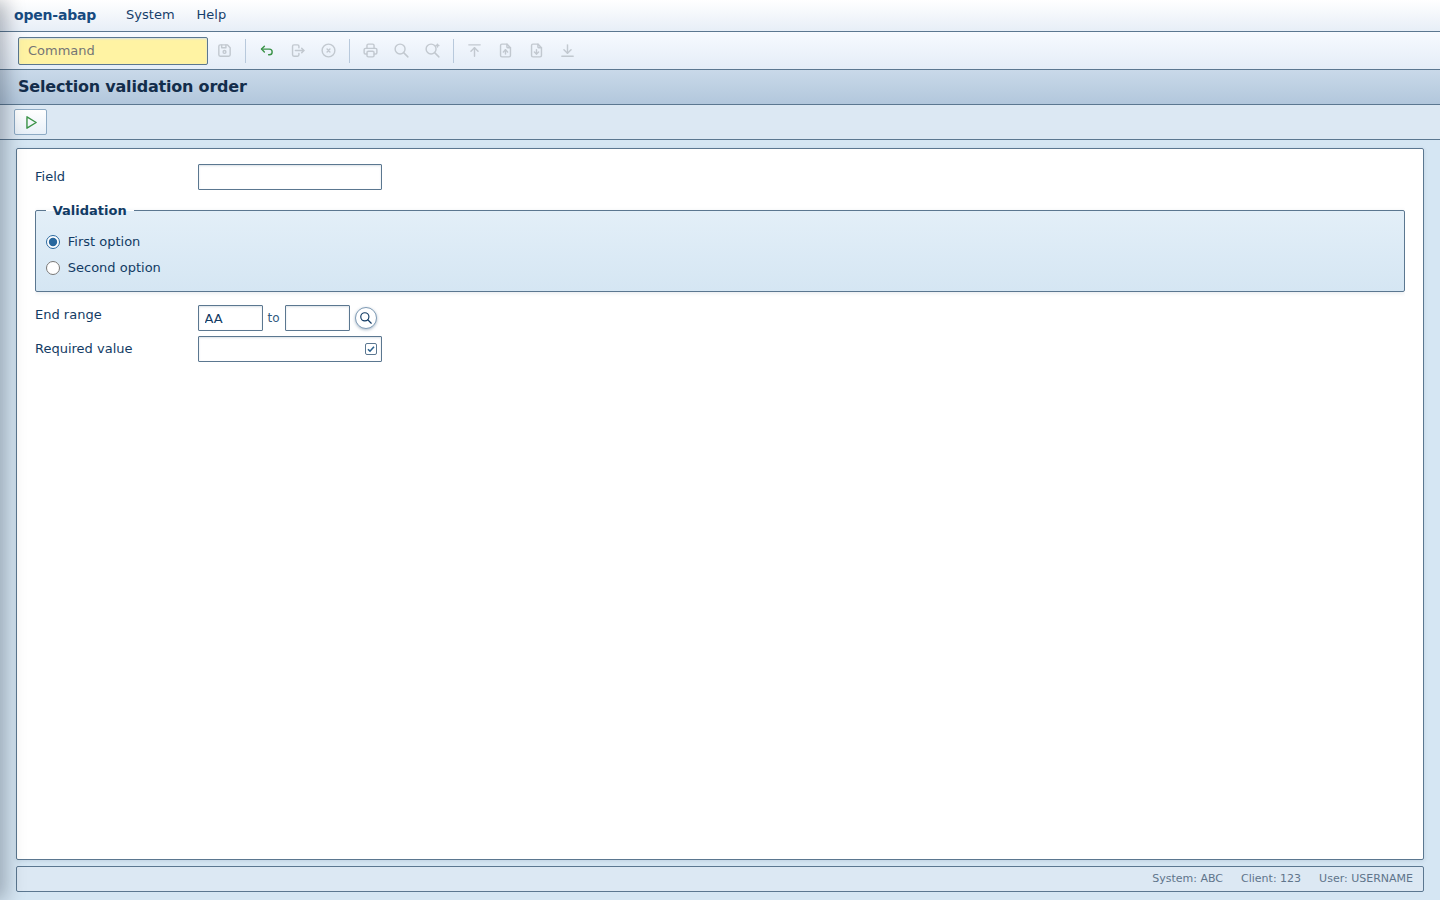 open-abap System Help
Command
Selection validation order
Field
Validation
First option
Second option
End range AA to
Required value
System: ABC Client: 123 User: USERNAME